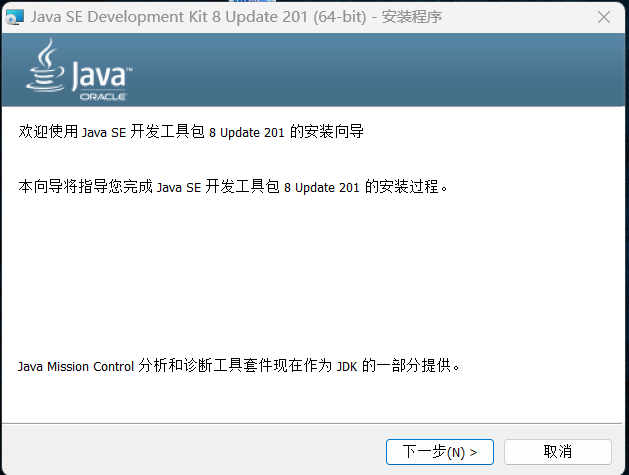 Java SE Development Kit 8 Update 201 (64-bit) - 安装程序
Java™
ORACLE
欢迎使用 Java SE 开发工具包 8 Update 201 的安装向导
本向导将指导您完成 Java SE 开发工具包 8 Update 201 的安装过程。
Java Mission Control 分析和诊断工具套件现在作为 JDK 的一部分提供。
下一步(N) >
取消